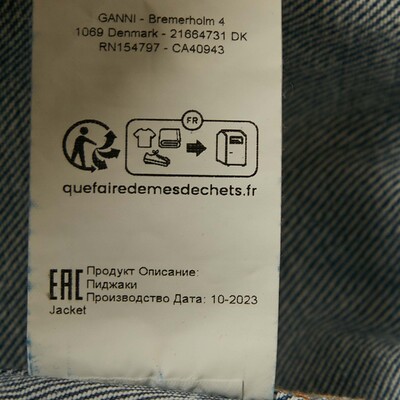 GANNI - Bremerholm 4
1069 Denmark - 21664731 DK
RN154797 - CA40943
FR
quefairedemesdechets.fr
EAC
Продукт Описание:
Пиджаки
Производство Дата: 10-2023
Jacket